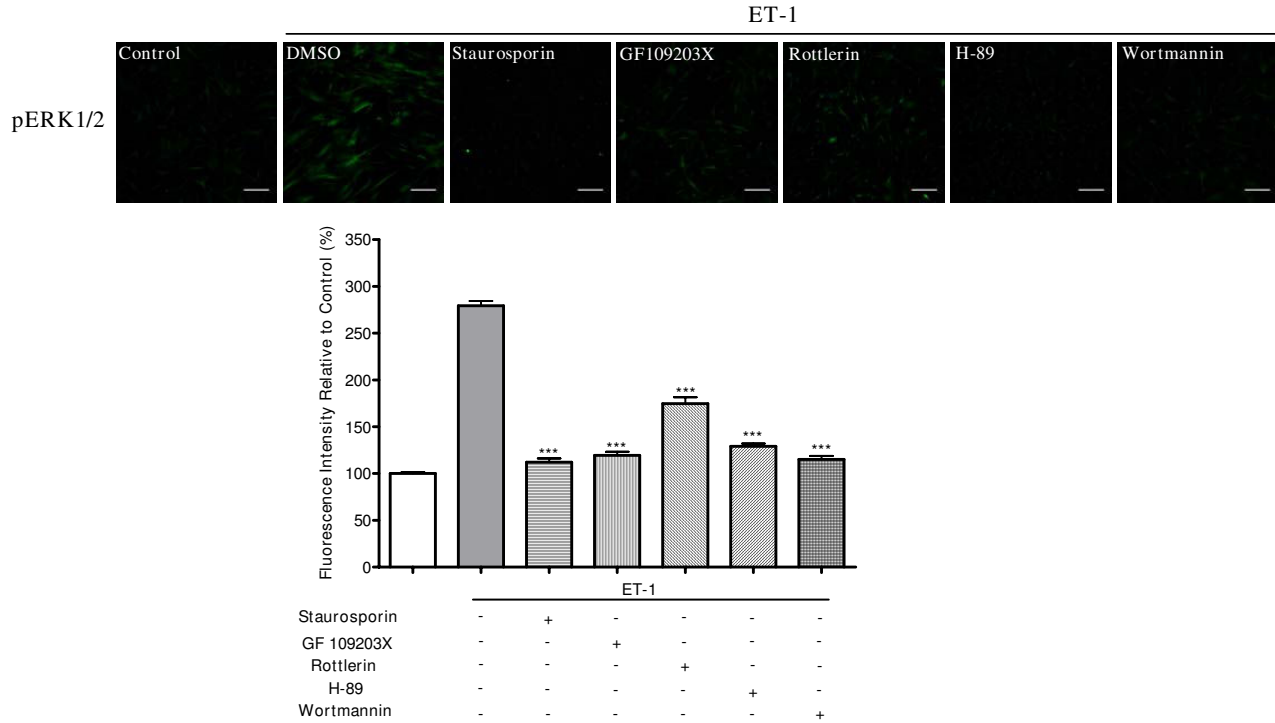 ET-1
Control DMSO Staurosporin GF109203X Rottlerin H-89 Wortmannin
pERK1/2
Fluorescence Intensity Relative to Control (%)
350
300
250
200
150
100
50
0
*** *** *** *** ***
ET-1
Staurosporin - + - - - -
GF 109203X - - + - - -
Rottlerin - - - + - -
H-89 - - - - + -
Wortmannin - - - - - +